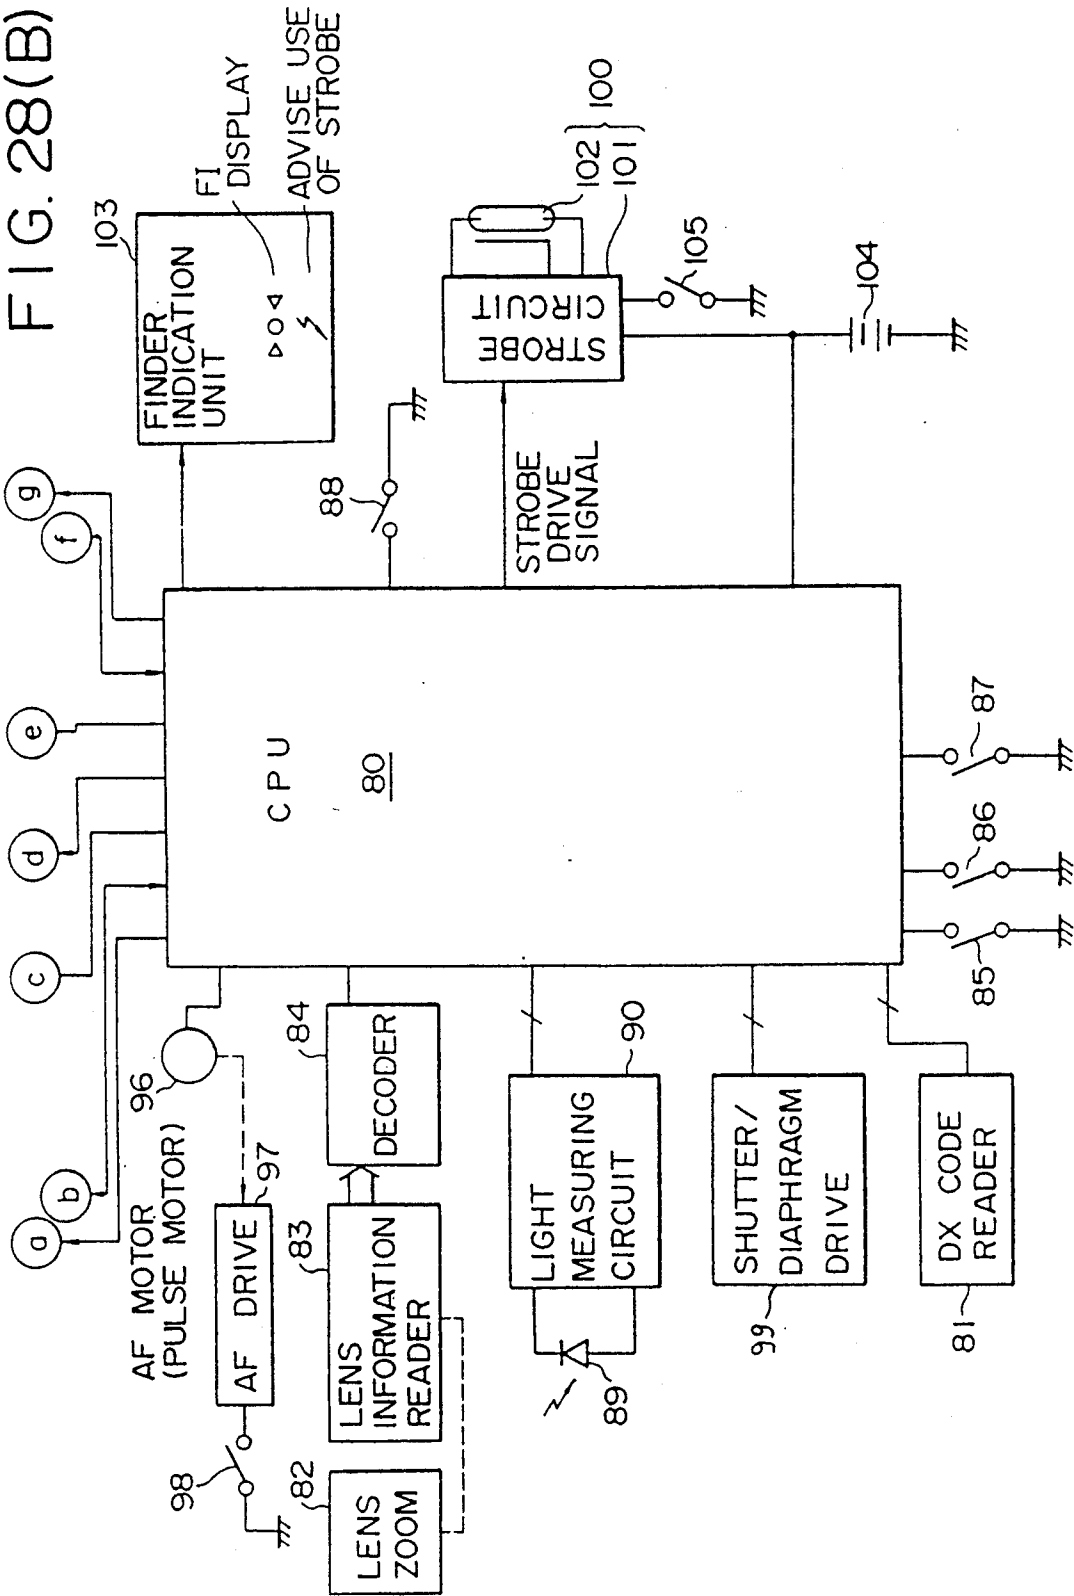 FIG. 28(B)
a
b
c
d
e
f
g
AF MOTOR
(PULSE MOTOR)
96
98
AF DRIVE
97
82
LENS
ZOOM
83
LENS
INFORMATION
READER
84
DECODER
89
LIGHT
MEASURING
CIRCUIT
90
99
SHUTTER/
DIAPHRAGM
DRIVE
81
DX CODE
READER
CPU
80
85
86
87
88
103
FINDER
INDICATION
UNIT
FI
DISPLAY
ADVISE USE
OF STROBE
STROBE
DRIVE
SIGNAL
STROBE
CIRCUIT
102
101
100
105
104